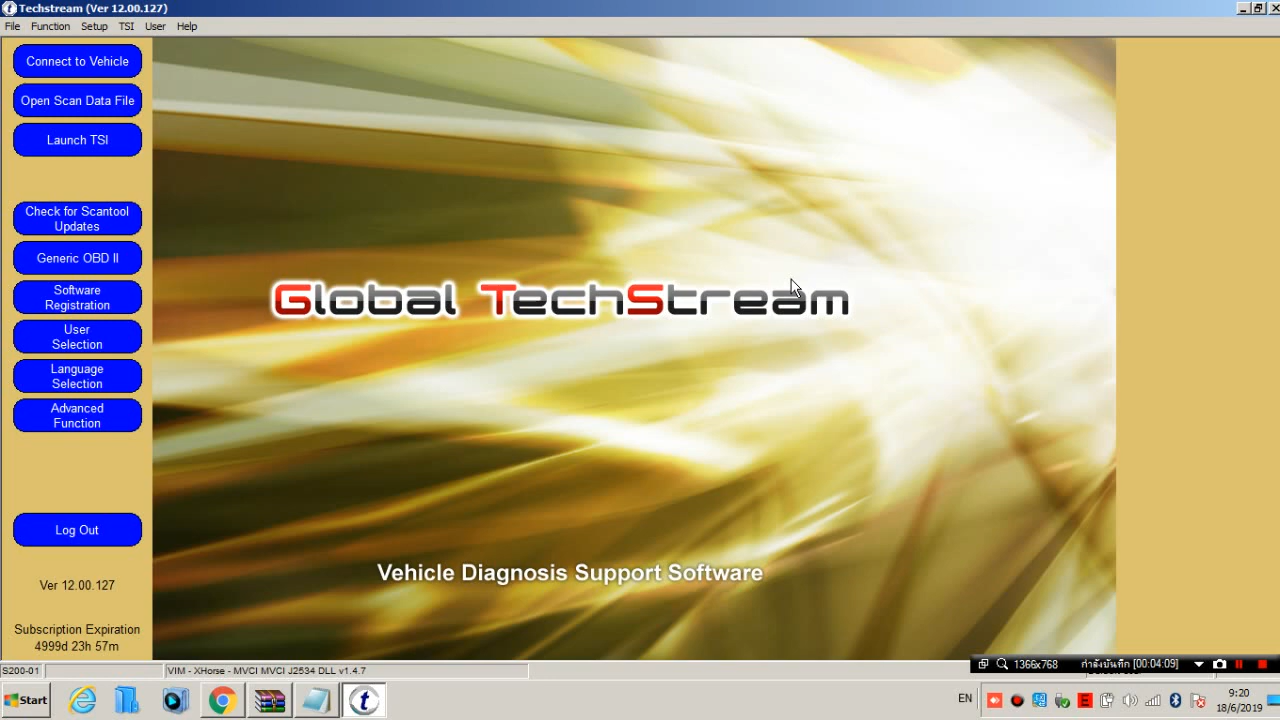 Techstream (Ver 12.00.127)
File Function Setup TSI User Help
Connect to Vehicle
Open Scan Data File
Launch TSI
Check for Scantool
Updates
Generic OBD II
Software
Registration
User
Selection
Language
Selection
Advanced
Function
Log Out
Ver 12.00.127
Subscription Expiration
4999d 23h 57m
Global TechStream
Vehicle Diagnosis Support Software
S200-01 VIM - XHorse - MVCI MVCI J2534 DLL v1.4.7
1366x768 กำลังบันทึก [00:04:09]
Start
EN
9:20
18/6/2019